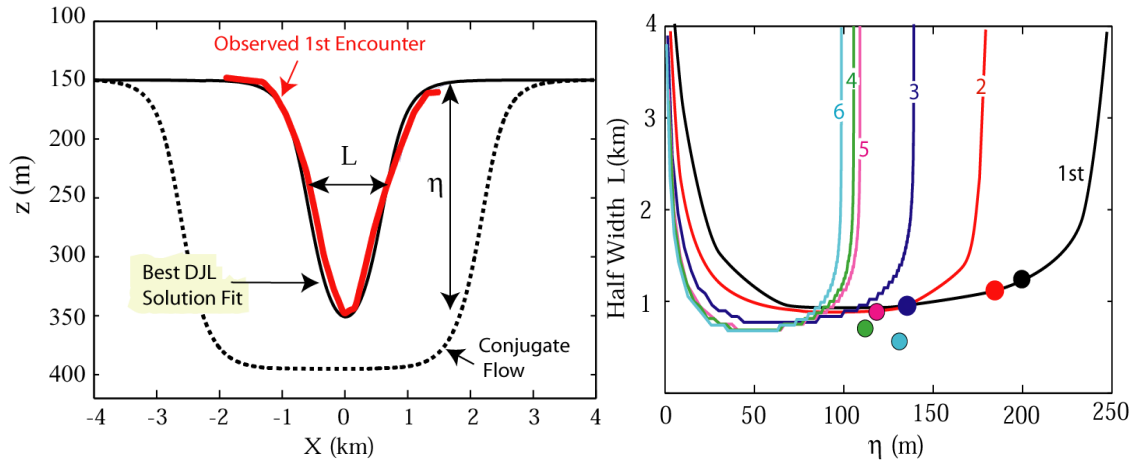 100
150
200
250
300
350
400
z (m)
-4
-3
-2
-1
0
1
2
3
4
X (km)
Observed 1st Encounter
L
η
Best DJL
Solution Fit
Conjugate
Flow
4
3
2
1
0
Half Width L(km)
0
50
100
150
200
250
η (m)
6
4
5
3
2
1st